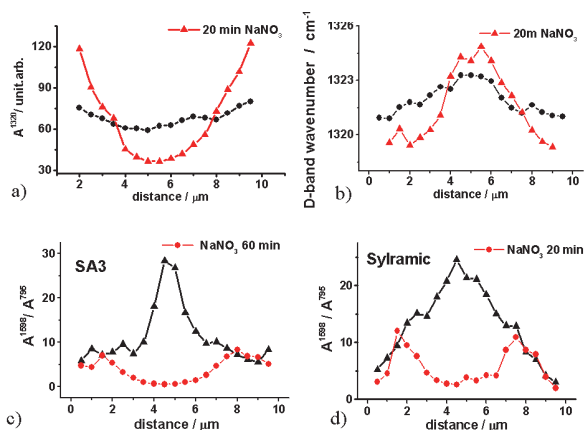 a)
20 min NaNO3
A1320/ unit.arb.
120
90
60
30
2
4
6
8
10
distance / μm
b)
20m NaNO3
D-band wavenumber / cm-1
1326
1323
1320
0
2
4
6
8
10
distance / μm
c)
SA3
NaNO3 60 min
A1598/ A795
30
20
10
0
0
2
4
6
8
10
distance / μm
d)
Sylramic
NaNO3 20 min
A1598/ A795
30
20
10
0
0
2
4
6
8
10
distance / μm